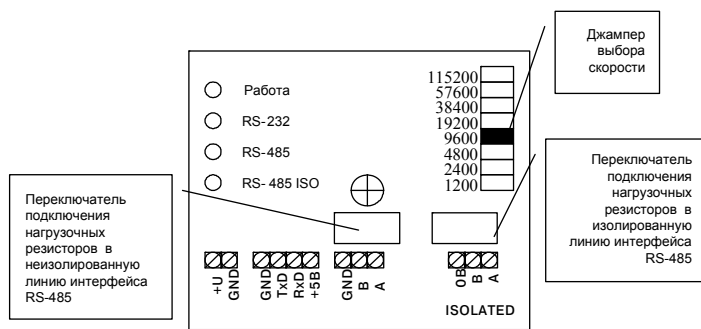 Джампер
выбора
скорости
115200
57600
38400
19200
9600
4800
2400
1200
Работа
RS-232
RS-485
RS-485 ISO
Переключатель
подключения
нагрузочных
резисторов в
неизолированную
линию интерфейса
RS-485
Переключатель
подключения
нагрузочных
резисторов в
изолированную
линию интерфейса
RS-485
+U
GND
GND
TxD
RxD
+5В
GND
B
A
0В
B
A
ISOLATED